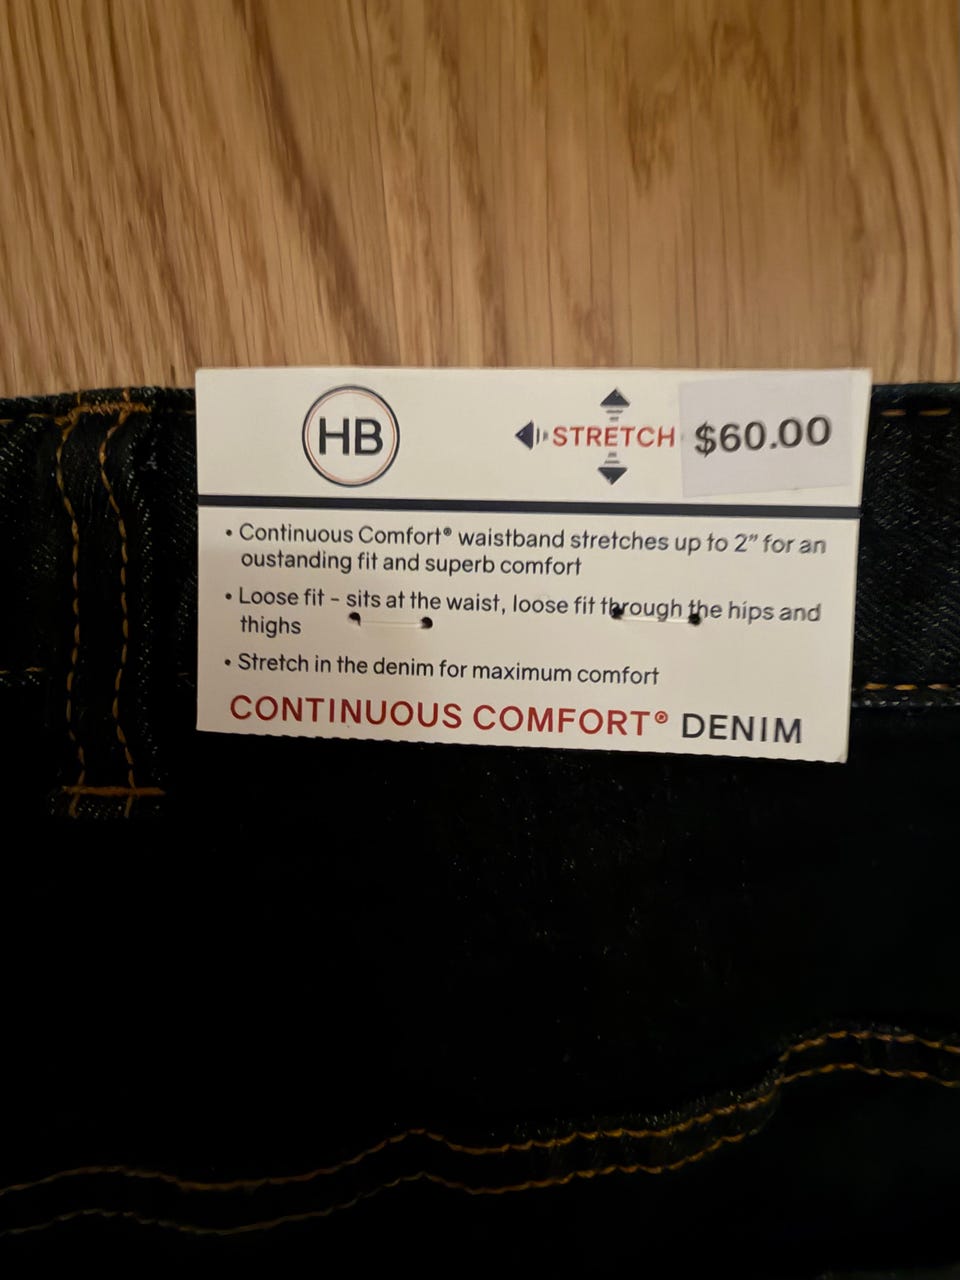 HB
STRETCH $60.00
• Continuous Comfort® waistband stretches up to 2" for an
oustanding fit and superb comfort
• Loose fit - sits at the waist, loose fit through the hips and
thighs
• Stretch in the denim for maximum comfort
CONTINUOUS COMFORT® DENIM